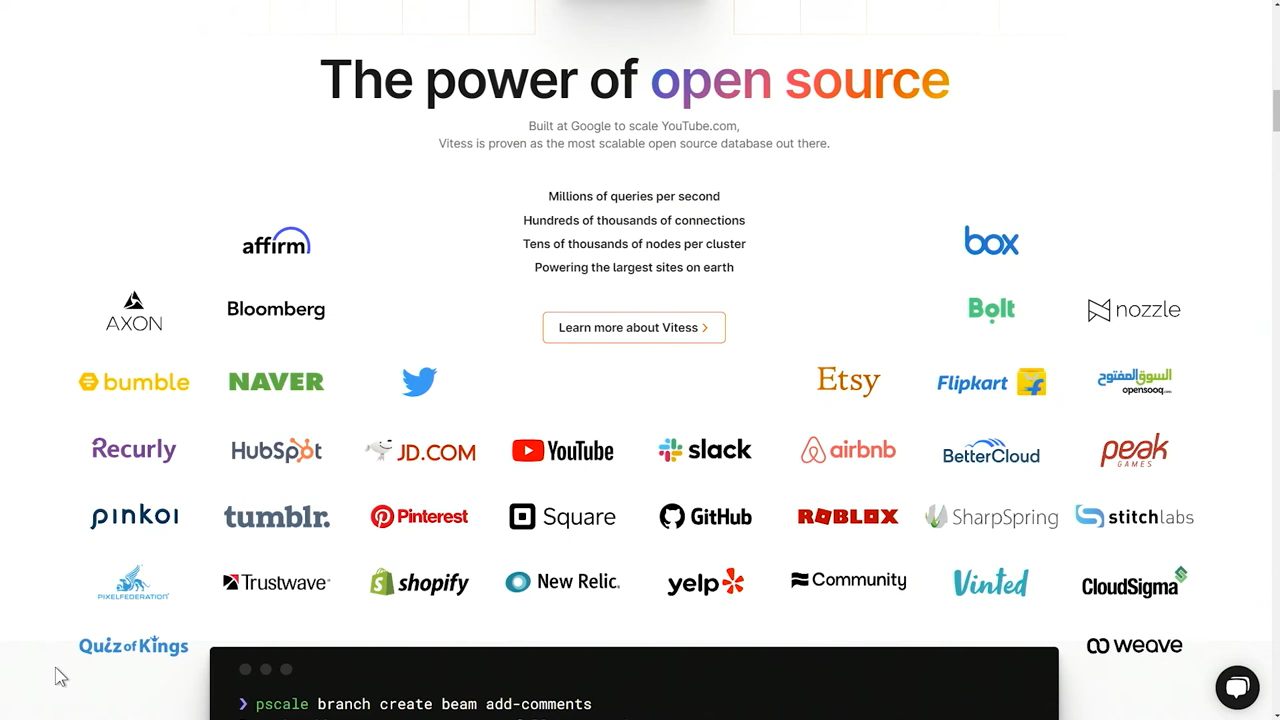 The power of open source
Built at Google to scale YouTube.com,
Vitess is proven as the most scalable open source database out there.
Millions of queries per second
Hundreds of thousands of connections
Tens of thousands of nodes per cluster
Powering the largest sites on earth
Learn more about Vitess
affirm
box
AXON
Bloomberg
Bolt
nozzle
bumble
NAVER
Etsy
Flipkart
السوق المفتوح
opensooq.com
Recurly
HubSpot
JD.COM
YouTube
slack
airbnb
BetterCloud
peak
GAMES
pinkoi
tumblr.
Pinterest
Square
GitHub
ROBLOX
SharpSpring
stitchlabs
PIXELFEDERATION
Trustwave
shopify
New Relic.
yelp
Community
Vinted
CloudSigma
Quiz of Kings
weave
❯ pscale branch create beam add-comments